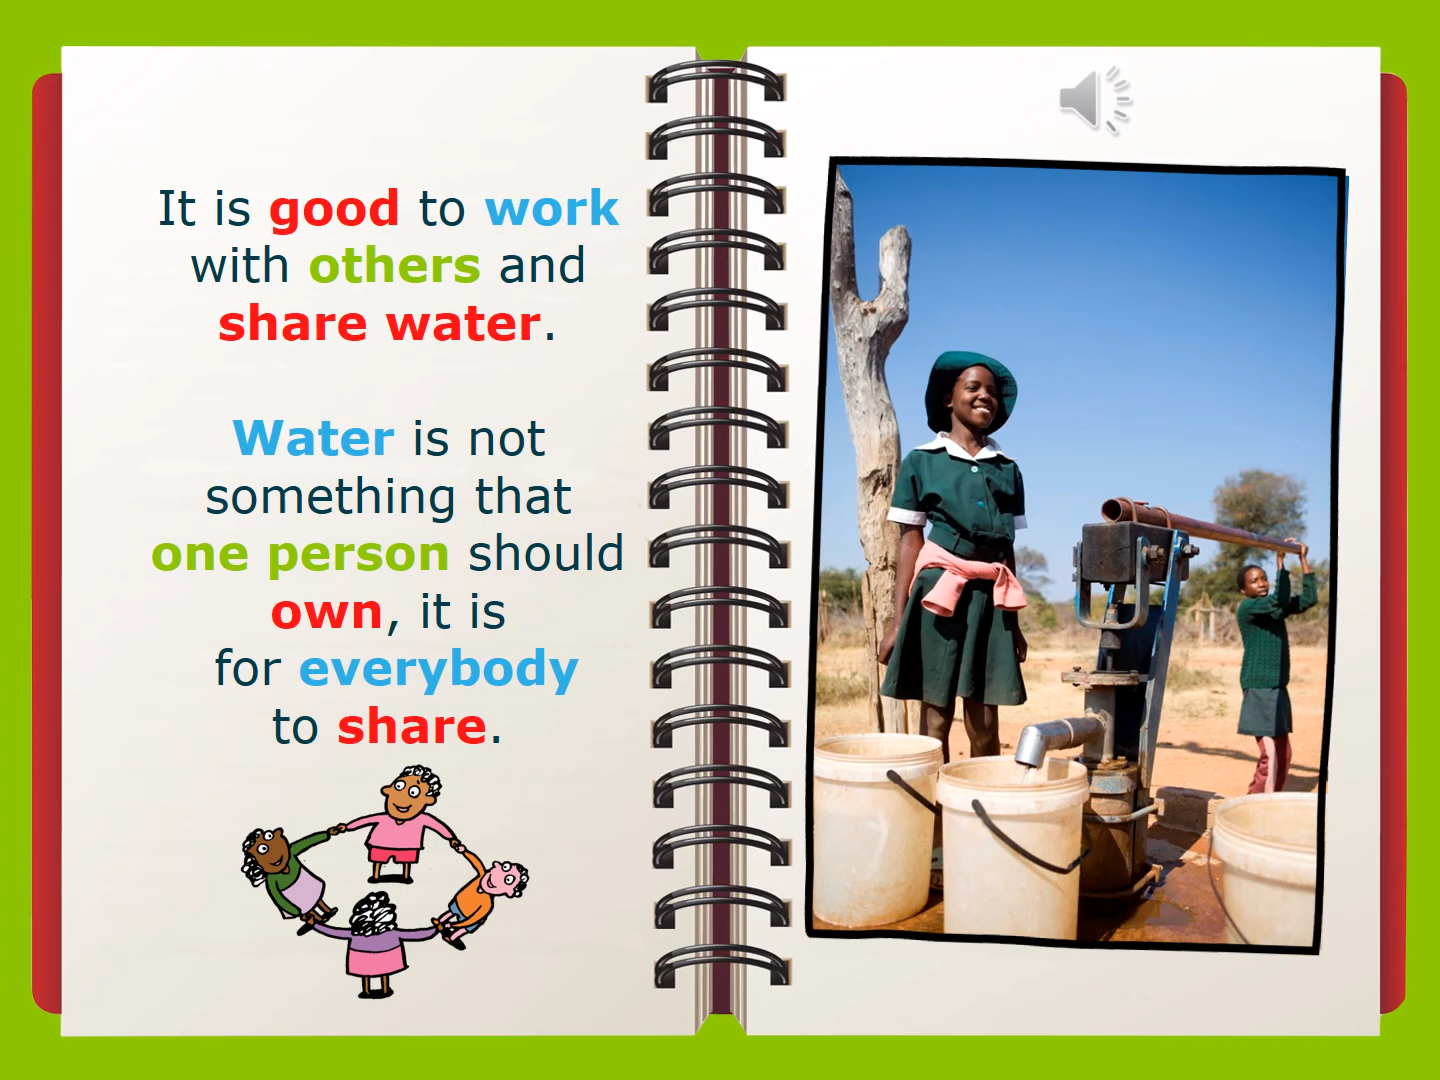 It is good to work
with others and
share water.
Water is not
something that
one person should
own, it is
for everybody
to share.